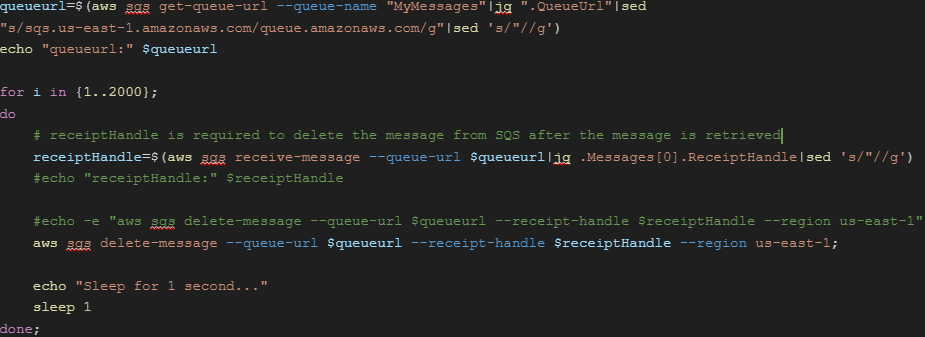 queueurl=$(aws sqs get-queue-url --queue-name "MyMessages"|jq ".QueueUrl"|sed
"s/sqs.us-east-1.amazonaws.com/queue.amazonaws.com/g"|sed 's/"//g')
echo "queueurl:" $queueurl
for i in {1..2000};
do
# receiptHandle is required to delete the message from SQS after the message is retrieved
receiptHandle=$(aws sqs receive-message --queue-url $queueurl|jq .Messages[0].ReceiptHandle|sed 's/"//g')
#echo "receiptHandle:" $receiptHandle
#echo -e "aws sqs delete-message --queue-url $queueurl --receipt-handle $receiptHandle --region us-east-1"
aws sqs delete-message --queue-url $queueurl --receipt-handle $receiptHandle --region us-east-1;
echo "Sleep for 1 second..."
sleep 1
done;